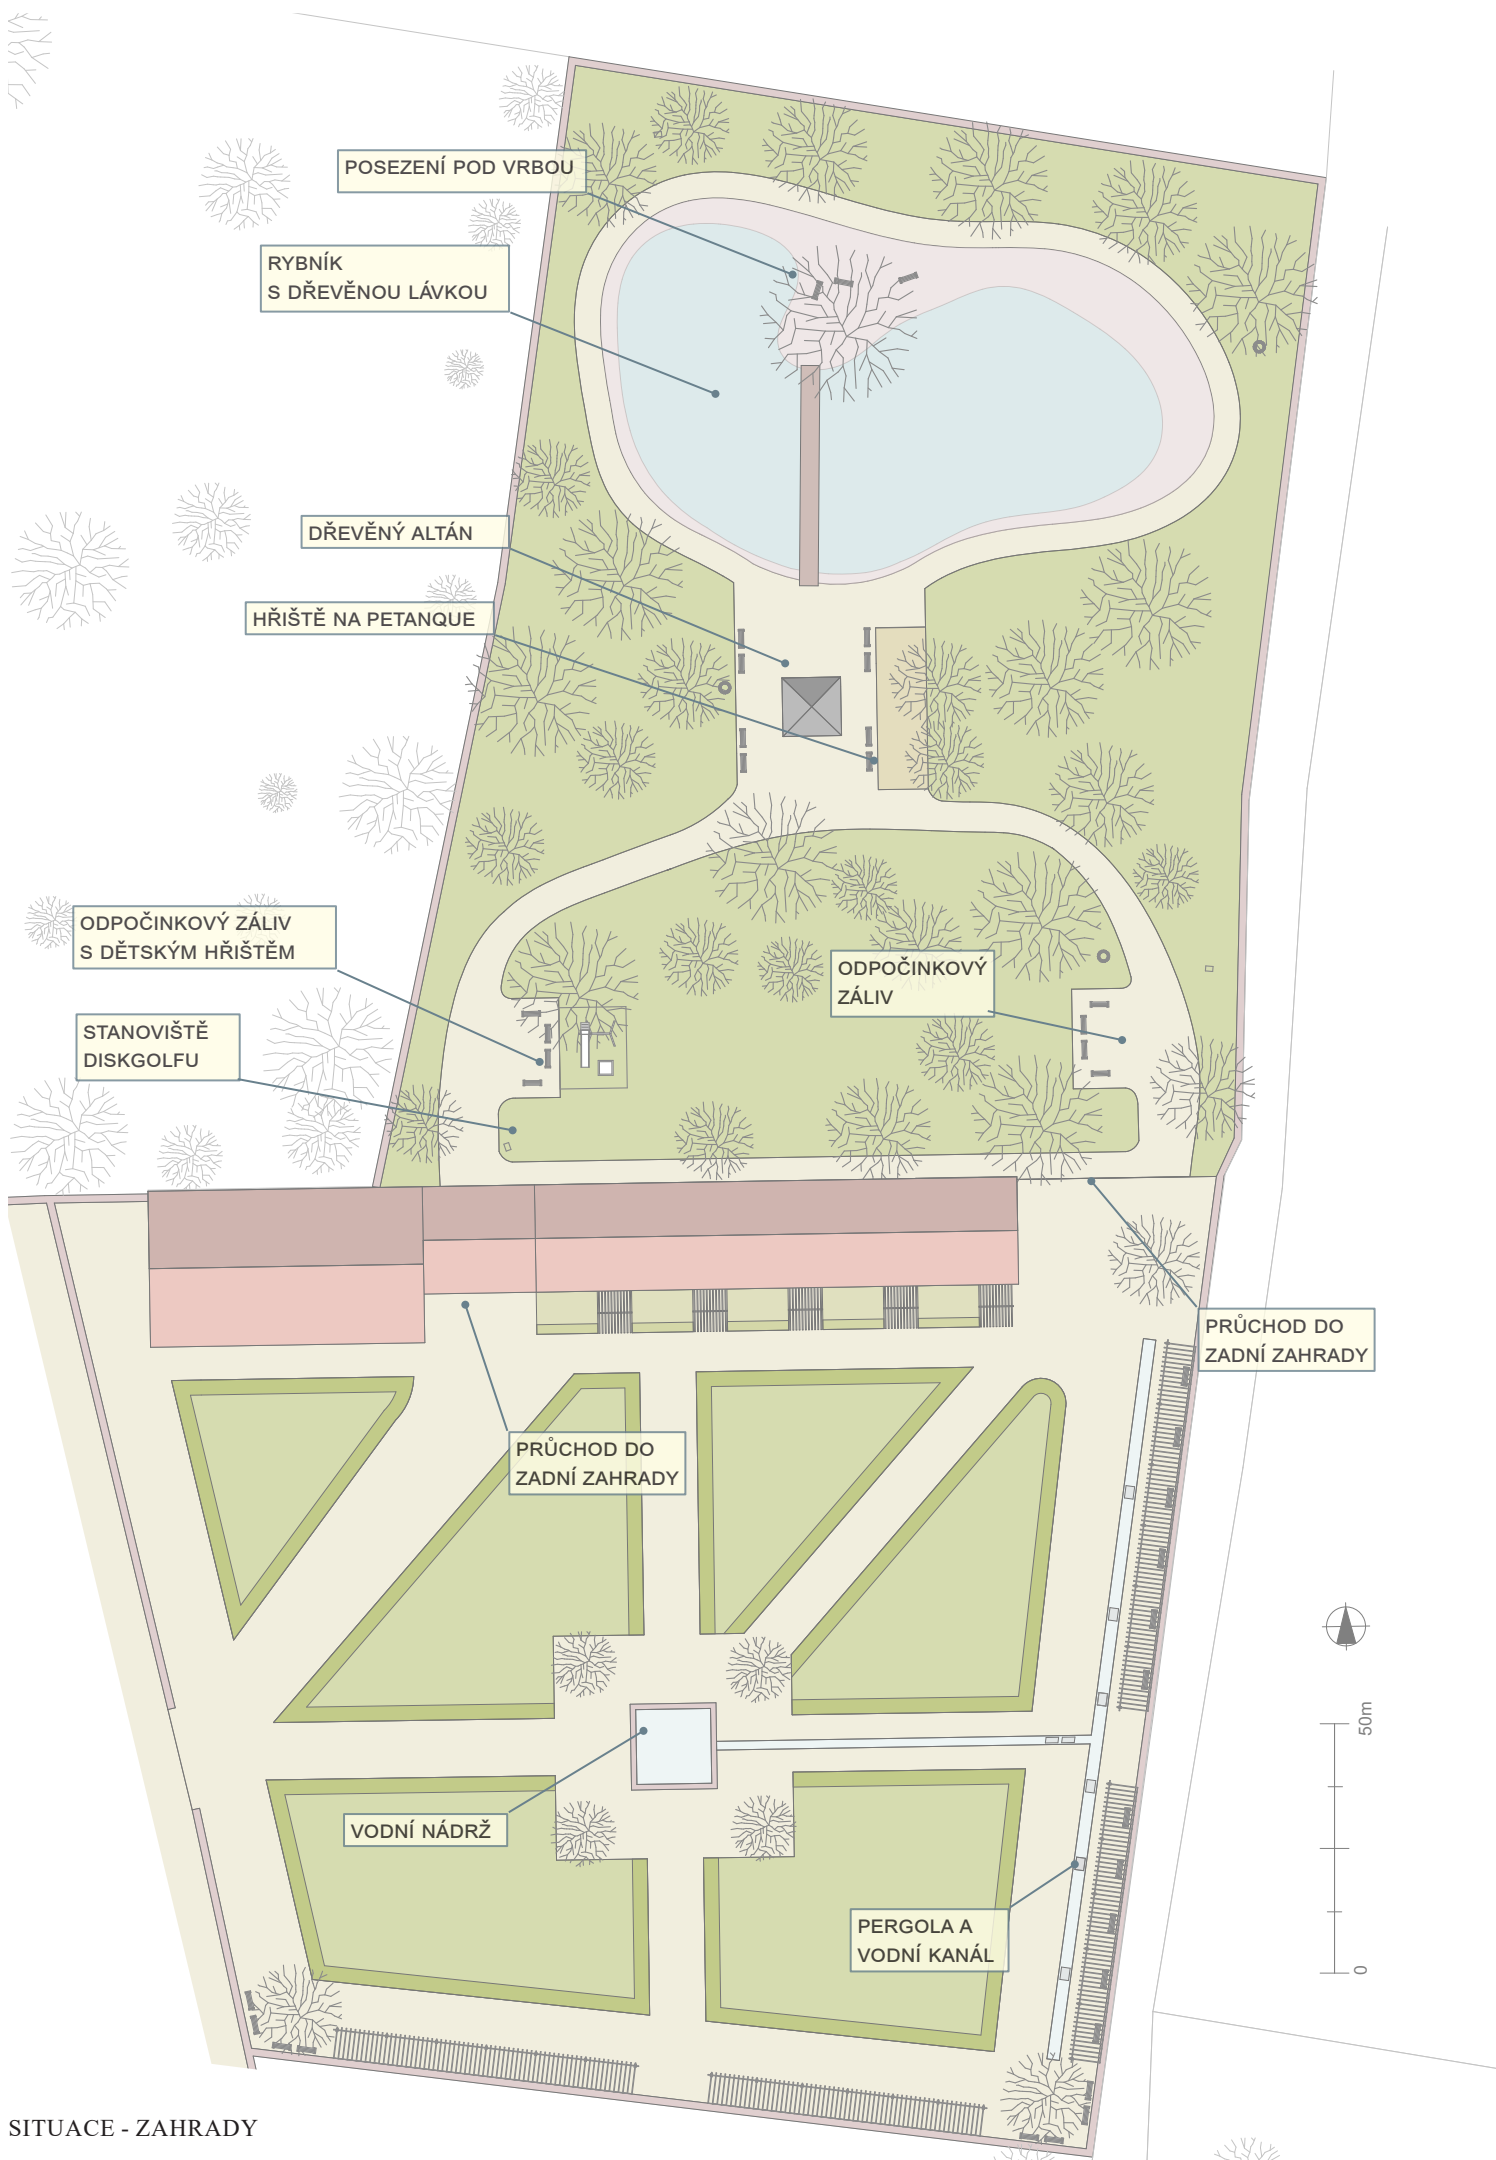 POSEZENÍ POD VRBOU
RYBNÍK
S DŘEVĚNOU LÁVKOU
DŘEVĚNÝ ALTÁN
HŘIŠTĚ NA PETANQUE
ODPOČINKOVÝ ZÁLIV
S DĚTSKÝM HŘIŠTĚM
ODPOČINKOVÝ
ZÁLIV
STANOVIŠTĚ
DISKGOLFU
PRŮCHOD DO
ZADNÍ ZAHRADY
PRŮCHOD DO
ZADNÍ ZAHRADY
50m
0
VODNÍ NÁDRŽ
PERGOLA A
VODNÍ KANÁL
SITUACE - ZAHRADY